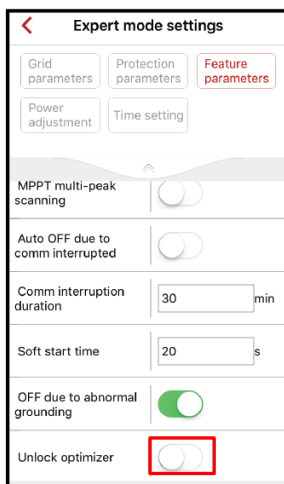 Expert mode settings
Grid
parameters
Protection
parameters
Feature
parameters
Power
adjustment
Time setting
MPPT multi-peak
scanning
Auto OFF due to
comm interrupted
Comm interruption
duration
30 min
Soft start time
20 s
OFF due to abnormal
grounding
Unlock optimizer